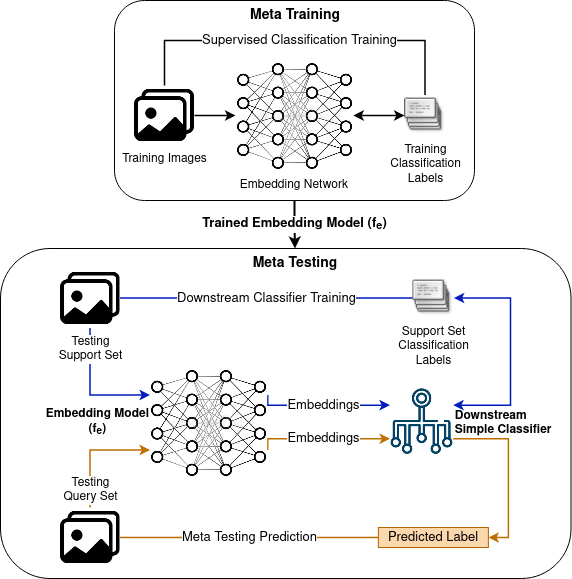 Meta Training
Supervised Classification Training
Training Images
Embedding Network
Training
Classification
Labels
Trained Embedding Model (fe)
Meta Testing
Downstream Classifier Training
Testing
Support Set
Support Set
Classification
Labels
Embedding Model
(fe)
Embeddings
Embeddings
Downstream
Simple Classifier
Testing
Query Set
Meta Testing Prediction
Predicted Label